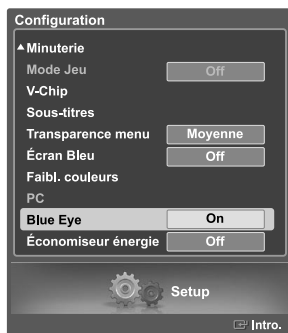 Configuration
▲Minuterie
Mode Jeu Off
V-Chip
Sous-titres
Transparence menu Moyenne
Écran Bleu Off
Faibl. couleurs
PC
Blue Eye On
Économiseur énergie Off
Setup
Intro.